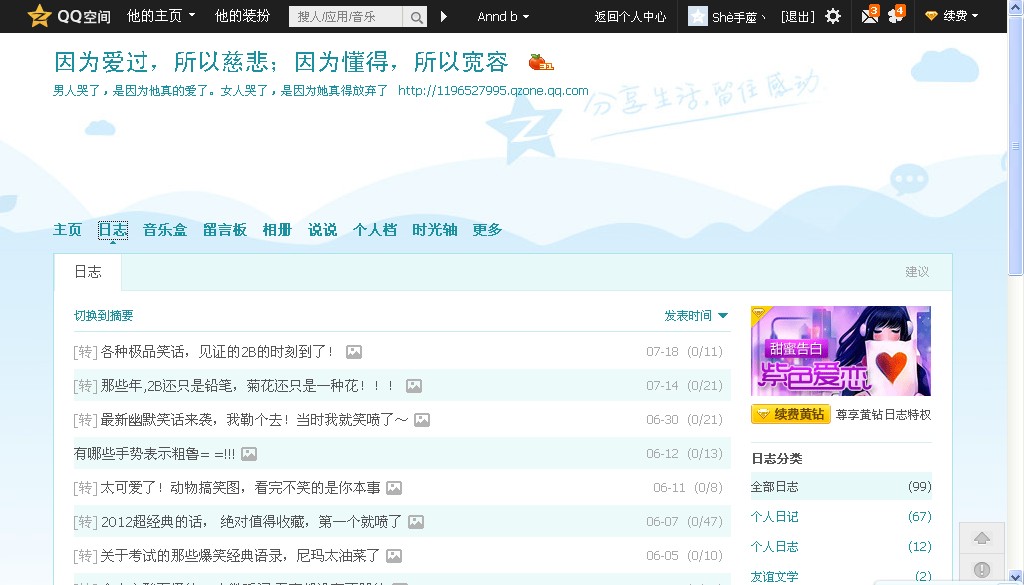 QQ空间 他的主页 他的装扮 搜人/应用/音乐 Annd b 返回个人中心 Shè手座、 [退出] 3 4 续费
因为爱过，所以慈悲；因为懂得，所以宽容
男人哭了，是因为他真的爱了。女人哭了，是因为她真得放弃了 http://1196527995.qzone.qq.com
分享生活,留住感动
主页 日志 音乐盒 留言板 相册 说说 个人档 时光轴 更多
日志 建议
切换到摘要 发表时间
[转] 各种极品笑话，见证的2B的时刻到了！ 07-18 (0/11)
[转] 那些年,2B还只是铅笔，菊花还只是一种花！！！ 07-14 (0/21)
[转] 最新幽默笑话来袭，我勒个去！当时我就笑喷了～ 06-30 (0/21)
有哪些手势表示粗鲁= =!!! 06-12 (0/13)
[转] 太可爱了！动物搞笑图，看完不笑的是你本事 06-11 (0/8)
[转] 2012超经典的话， 绝对值得收藏，第一个就喷了 06-07 (0/47)
[转] 关于考试的那些爆笑经典语录，尼玛太油菜了 06-05 (0/10)
甜蜜告白
紫色爱恋
续费黄钻 尊享黄钻日志特权
日志分类
全部日志 (99)
个人日记 (67)
个人日志 (12)
友谊文学 (2)